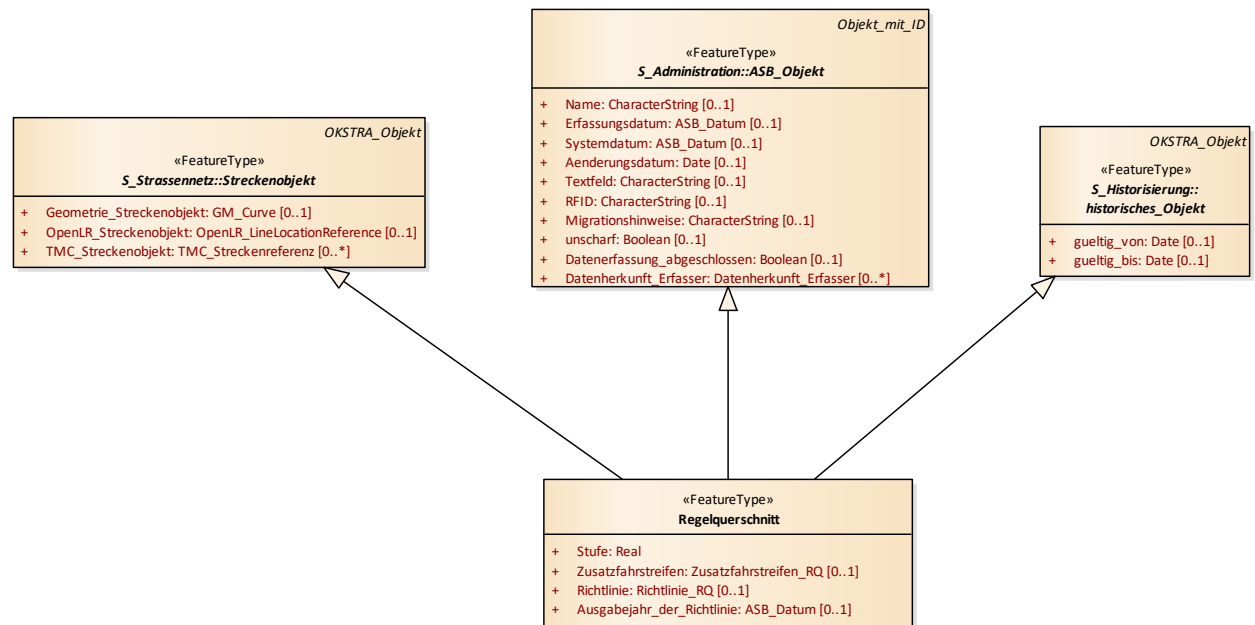 Objekt_mit_ID
«FeatureType»
S_Administration::ASB_Objekt
+ Name: CharacterString [0..1]
+ Erfassungsdatum: ASB_Datum [0..1]
+ Systemdatum: ASB_Datum [0..1]
+ Aenderungsdatum: Date [0..1]
+ Textfeld: CharacterString [0..1]
+ RFID: CharacterString [0..1]
+ Migrationshinweise: CharacterString [0..1]
+ unscharf: Boolean [0..1]
+ Datenerfassung_abgeschlossen: Boolean [0..1]
+ Datenherkunft_Erfasser: Datenherkunft_Erfasser [0..*]
OKSTRA_Objekt
«FeatureType»
S_Strassennetz::Streckenobjekt
+ Geometrie_Streckenobjekt: GM_Curve [0..1]
+ OpenLR_Streckenobjekt: OpenLR_LineLocationReference [0..1]
+ TMC_Streckenobjekt: TMC_Streckenreferenz [0..*]
OKSTRA_Objekt
«FeatureType»
S_Historisierung::
historisches_Objekt
+ gueltig_von: Date [0..1]
+ gueltig_bis: Date [0..1]
«FeatureType»
Regelquerschnitt
+ Stufe: Real
+ Zusatzfahrstreifen: Zusatzfahrstreifen_RQ [0..1]
+ Richtlinie: Richtlinie_RQ [0..1]
+ Ausgabejahr_der_Richtlinie: ASB_Datum [0..1]